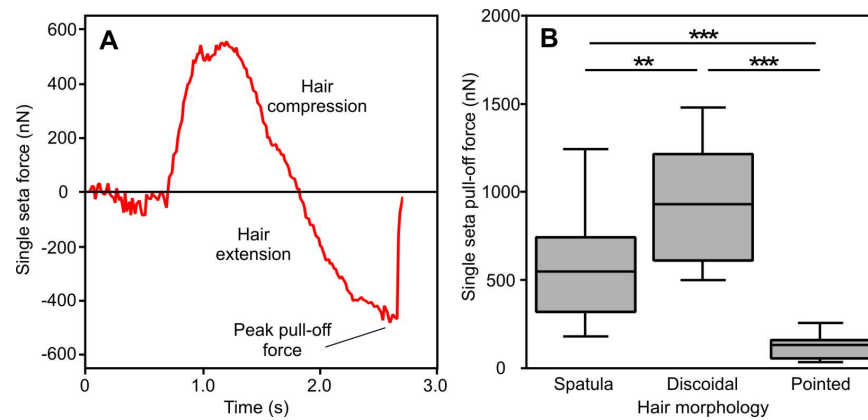 A
600
400
200
0
-200
-400
-600
Single seta force (nN)
Hair
compression
Hair
extension
Peak pull-off
force
0
1.0
2.0
3.0
Time (s)
B
2000
1500
1000
500
0
Single seta pull-off force (nN)
***
**
***
Spatula
Discoidal
Pointed
Hair morphology